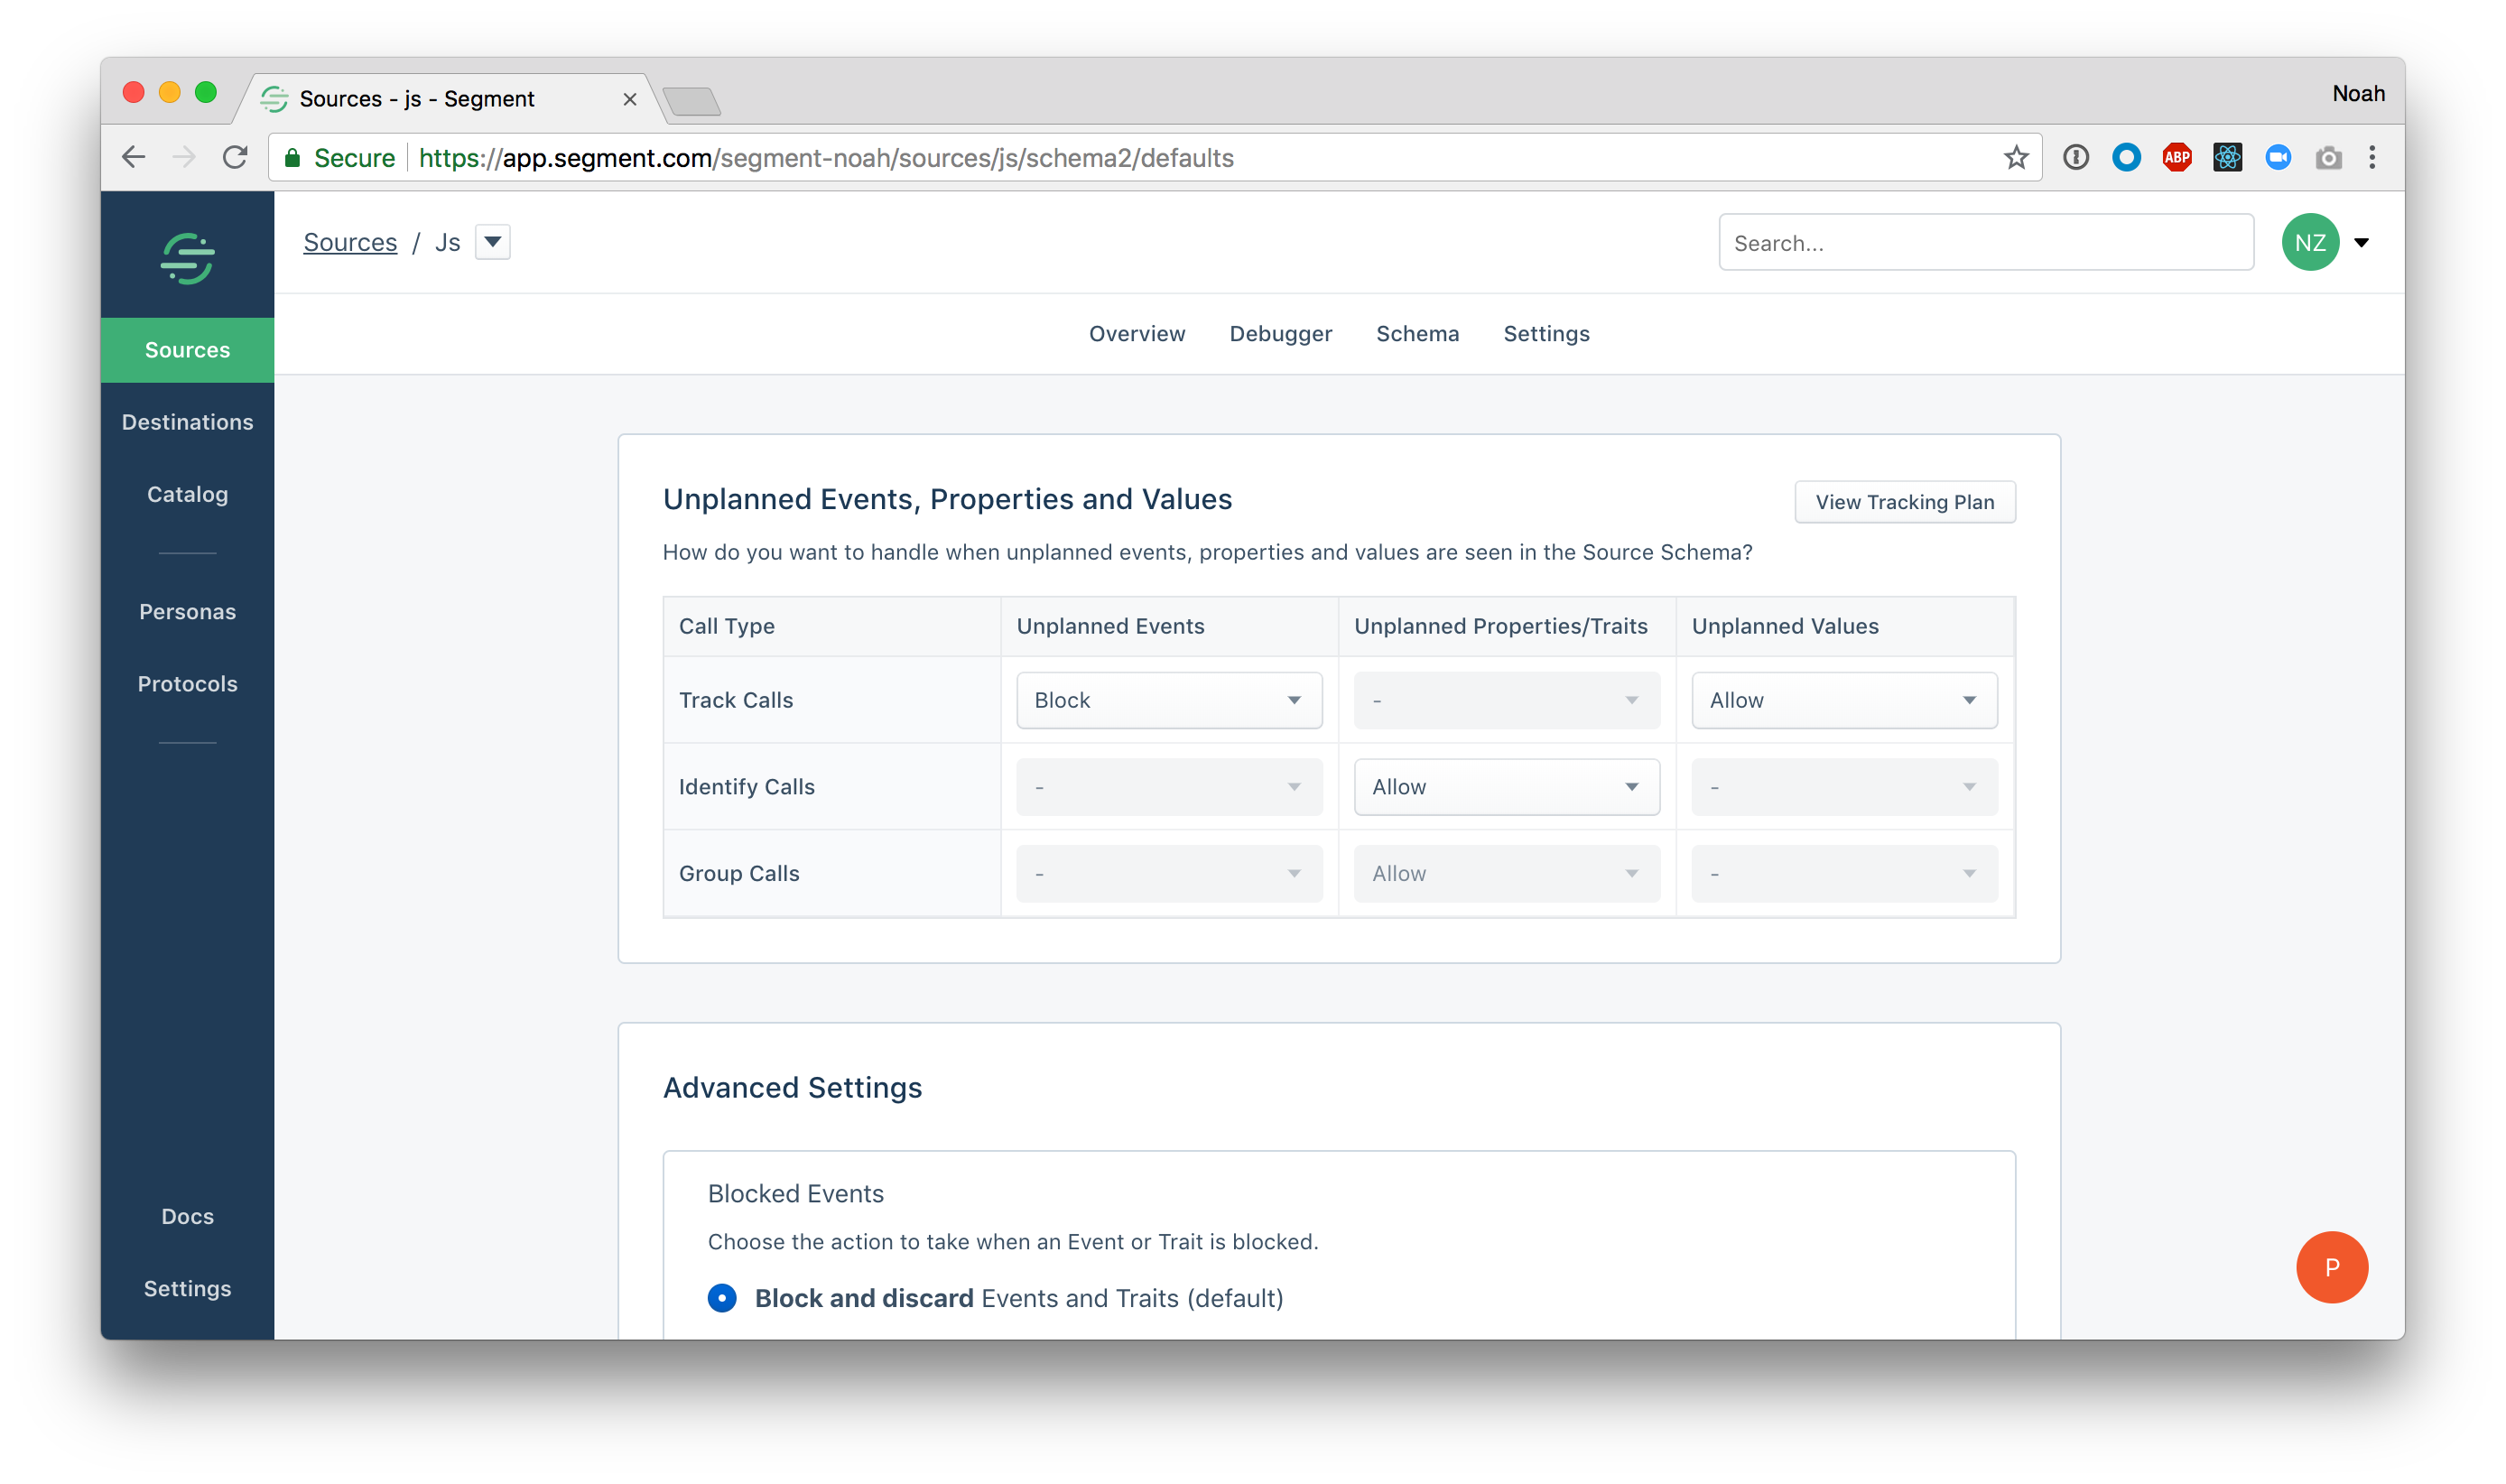 Sources - js - Segment
Noah
Secure https://app.segment.com/segment-noah/sources/js/schema2/defaults
ABP
Sources / Js
Search...
NZ
Overview Debugger Schema Settings
Sources
Destinations
Catalog
Personas
Protocols
Docs
Settings
Unplanned Events, Properties and Values
View Tracking Plan
How do you want to handle when unplanned events, properties and values are seen in the Source Schema?
Call Type Unplanned Events Unplanned Properties/Traits Unplanned Values
Track Calls Block - Allow
Identify Calls - Allow -
Group Calls - Allow -
Advanced Settings
Blocked Events
Choose the action to take when an Event or Trait is blocked.
Block and discard Events and Traits (default)
P